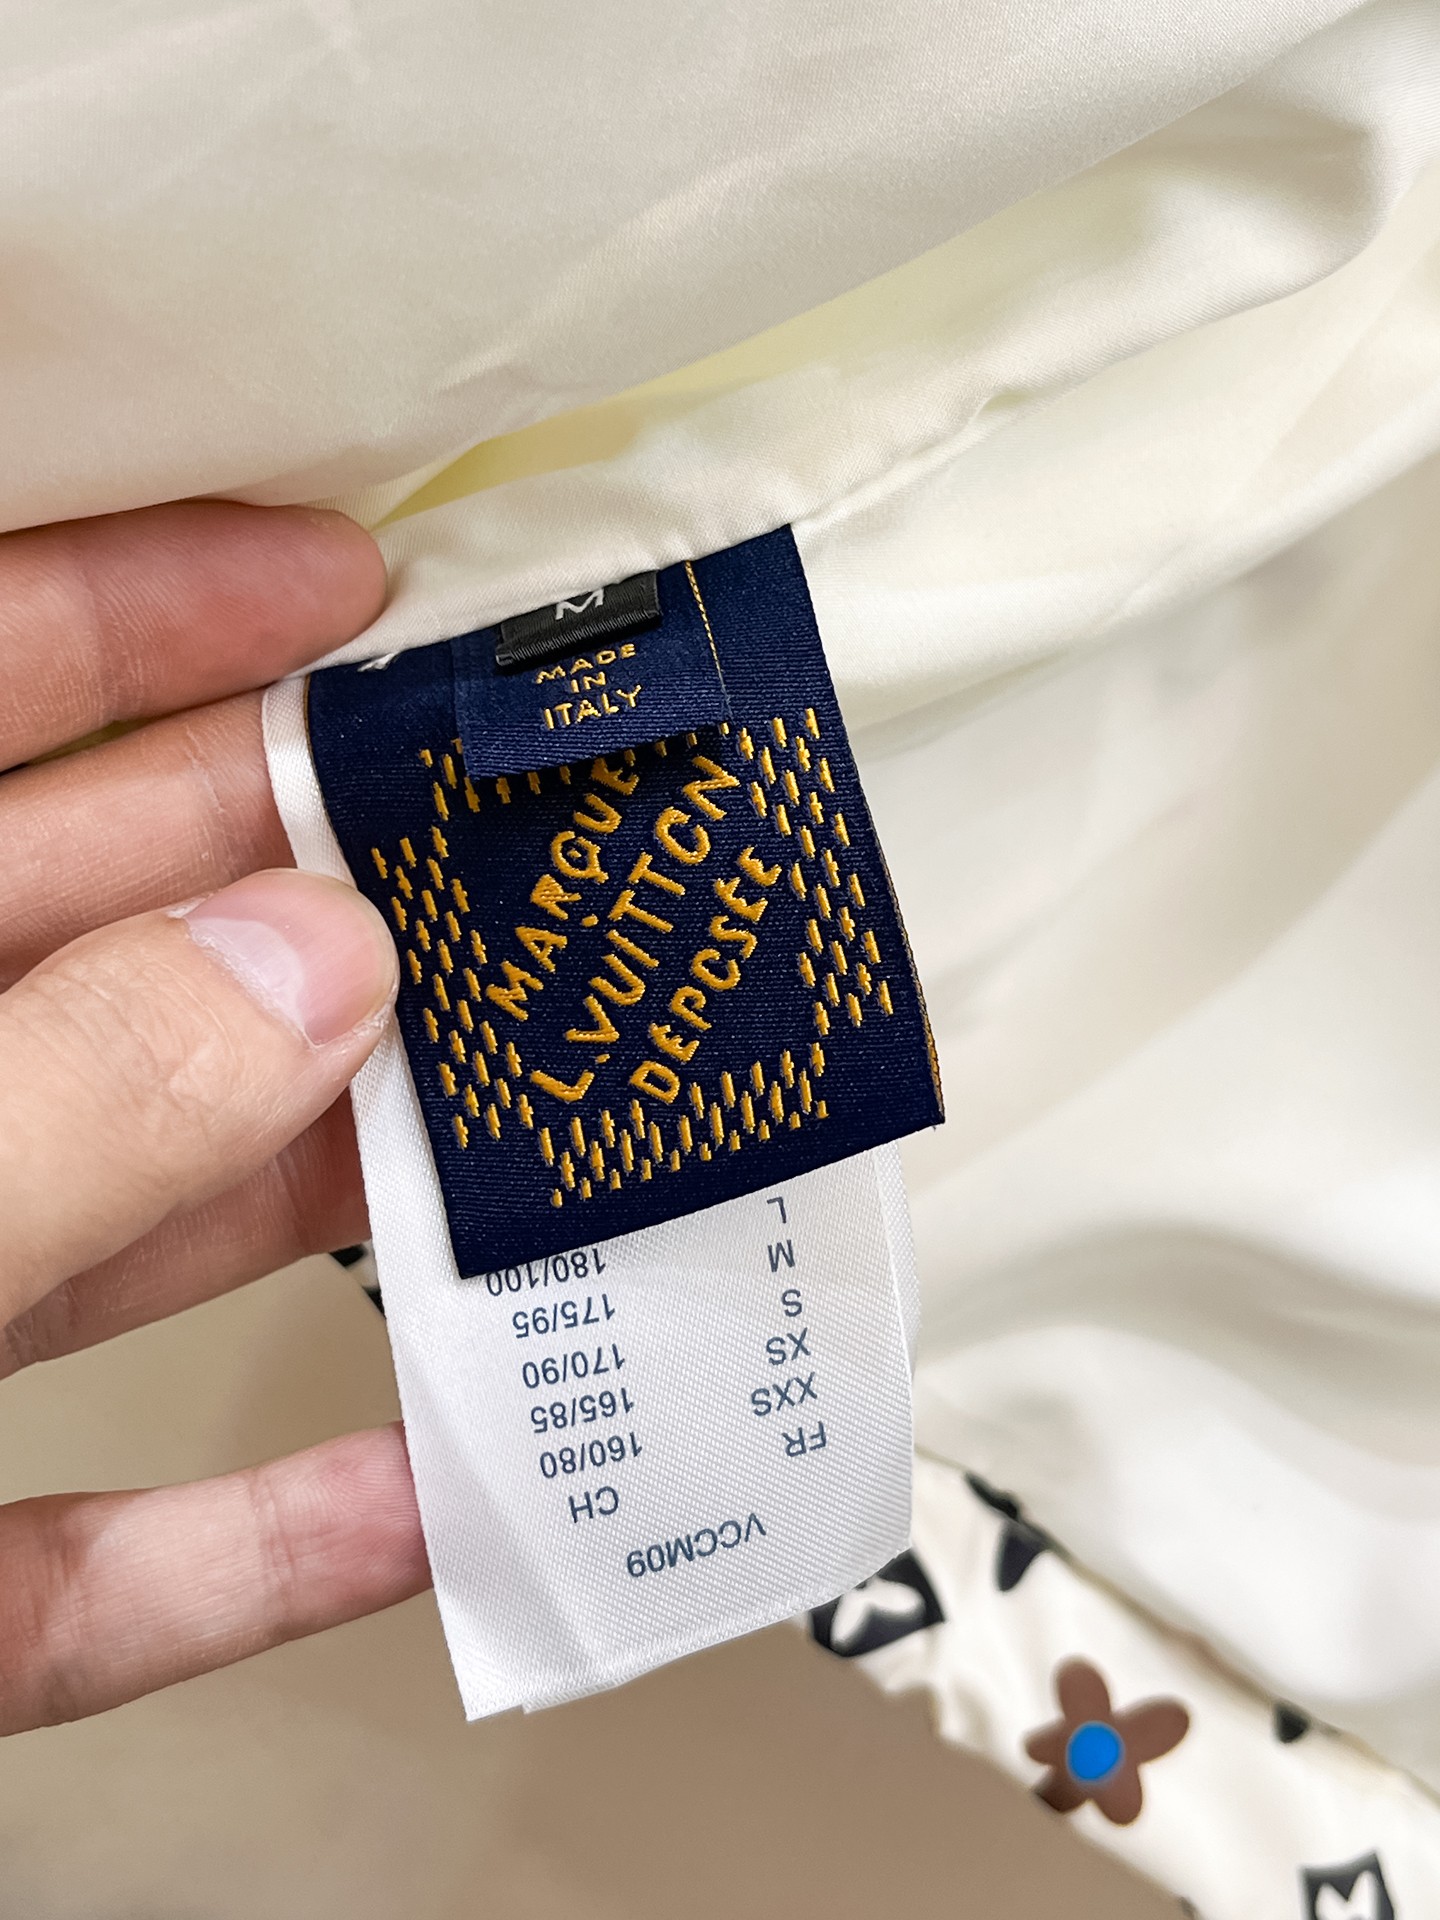 M
MADE
IN
ITALY
MARQUE
L.VUITTON
DEPOSÉE
VCCM09
CH FR
160/80 XXS
165/85 XS
170/90 S
175/95 M
180/100 L